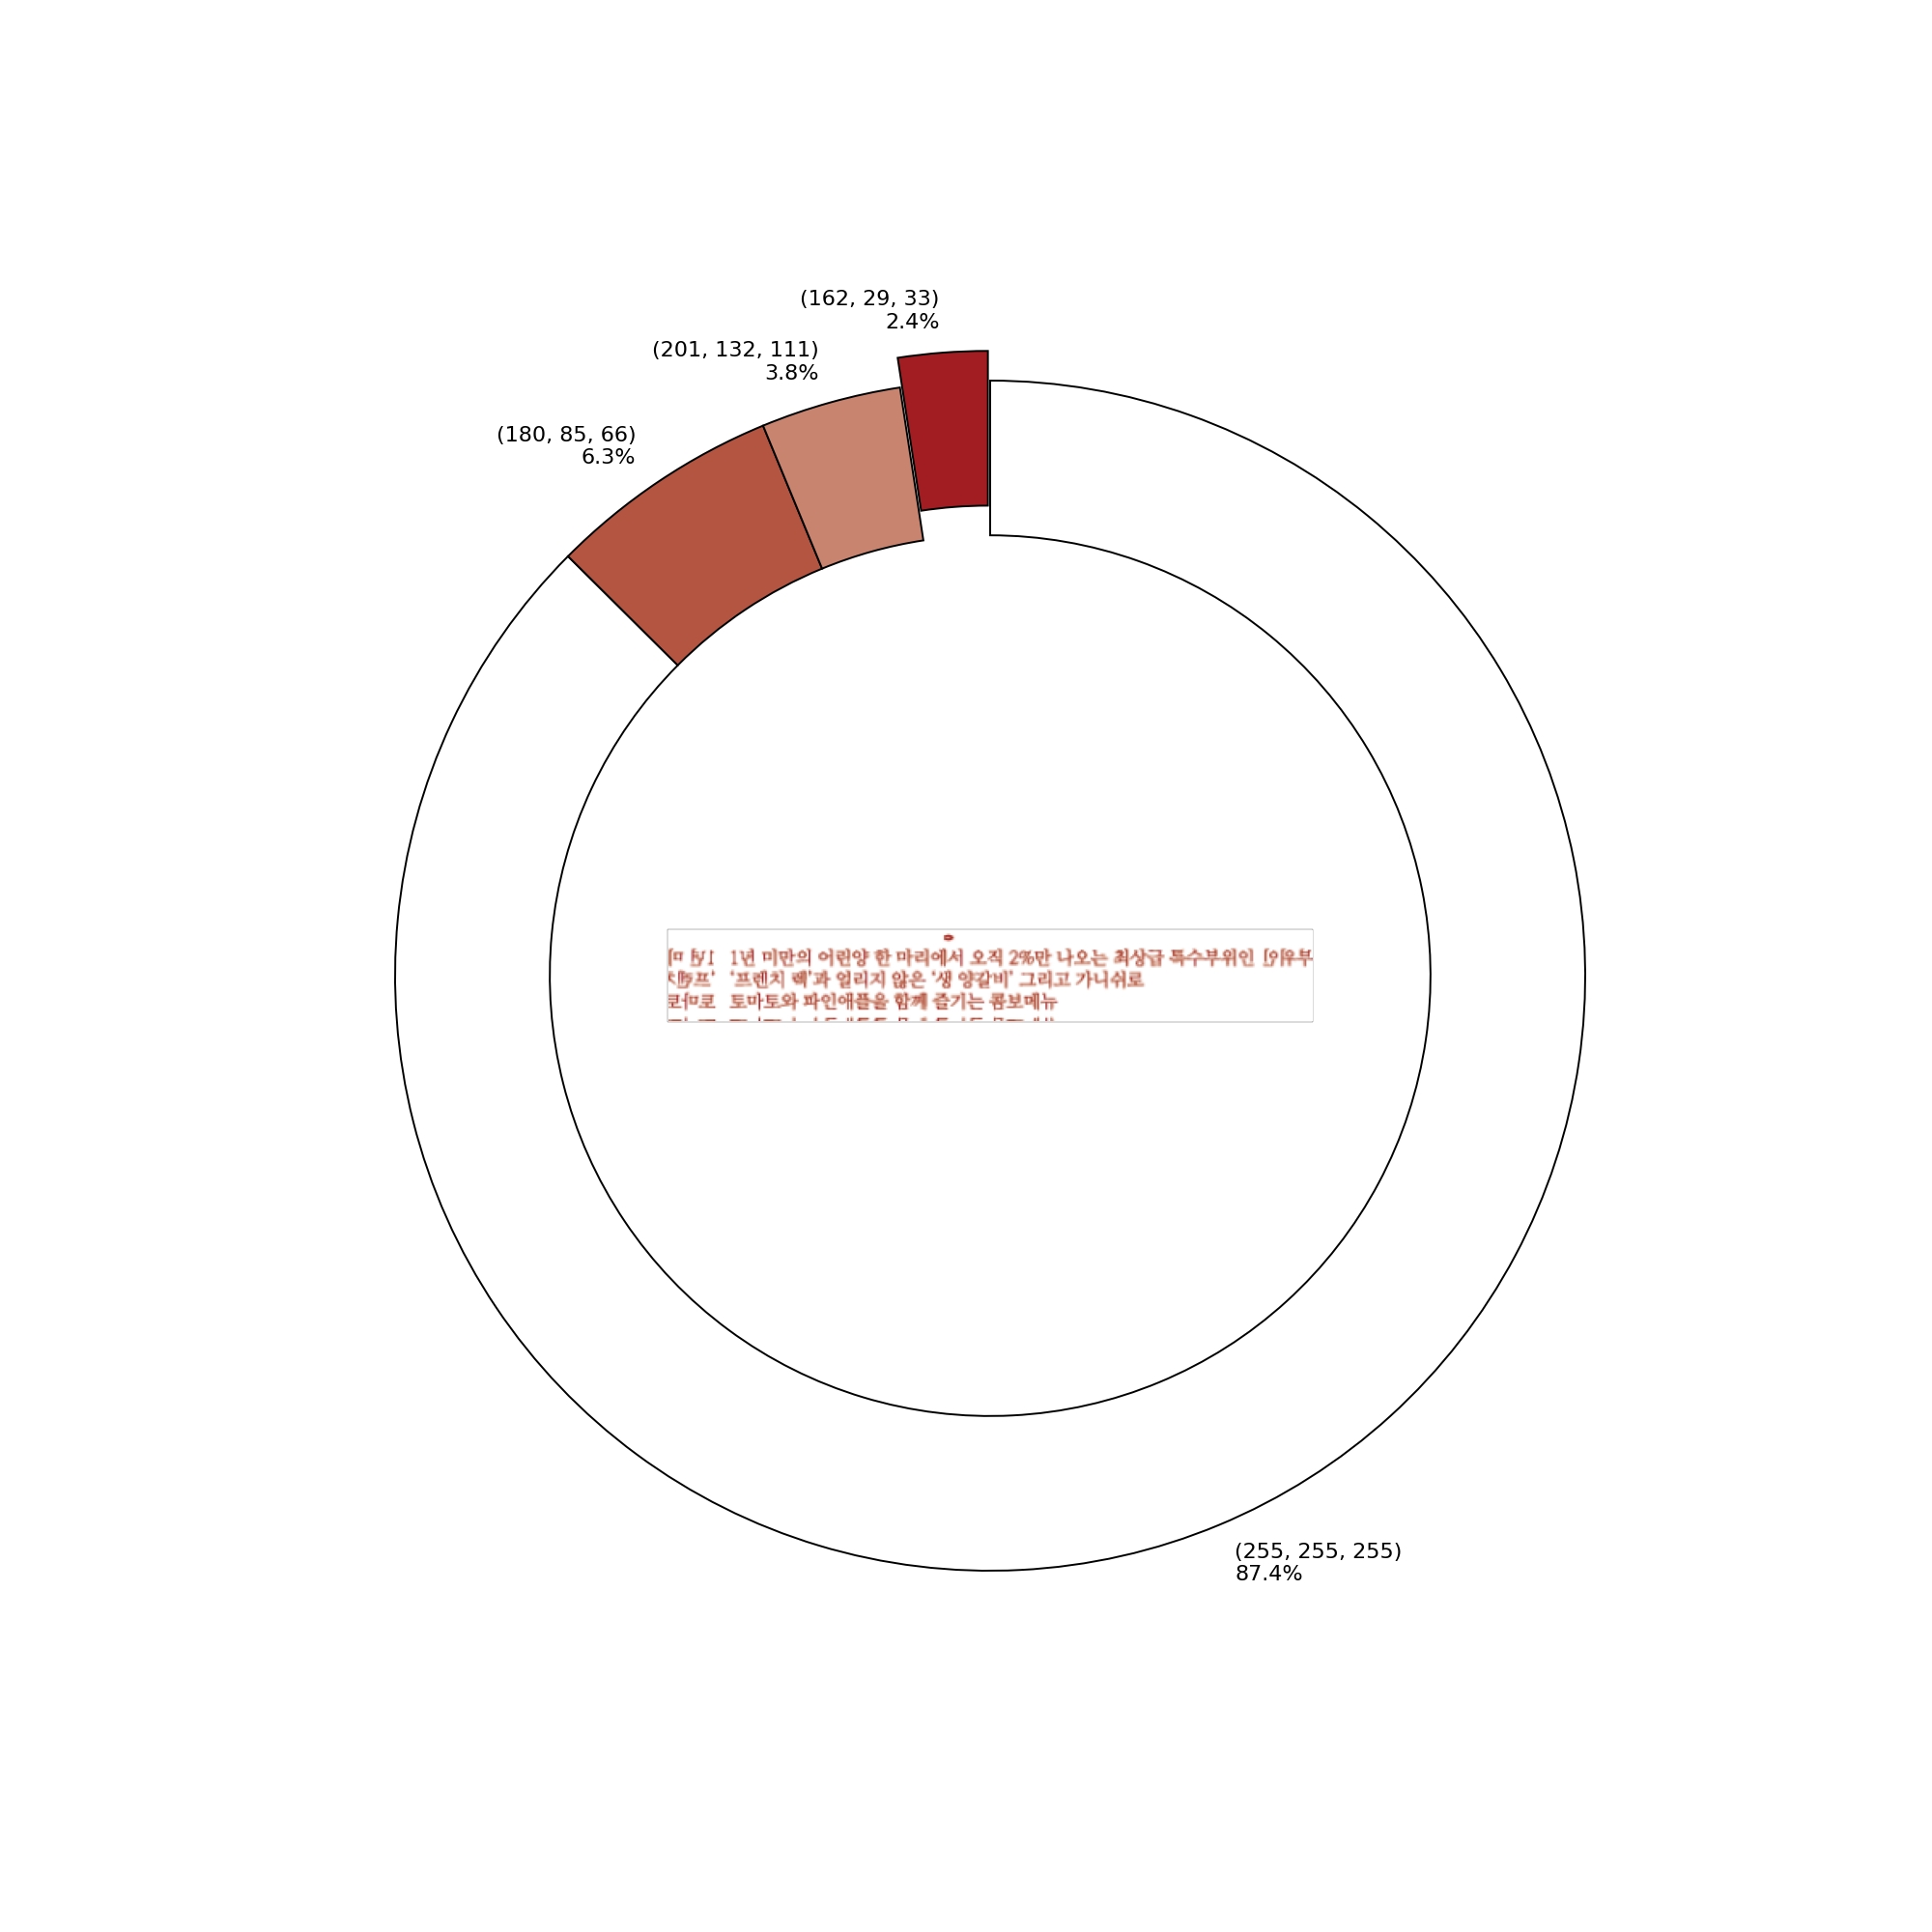 (162, 29, 33)
2.4%
(201, 132, 111)
3.8%
(180, 85, 66)
6.3%
1년 미만의 어린양 한 마리에서 오직 2%만 나오는 최상급 특수부위인
‘프렌치 랙’과 얼리지 않은 ‘생 양갈비’ 그리고 가니쉬로
토마토와 파인애플을 함께 즐기는 콤보메뉴
(255, 255, 255)
87.4%